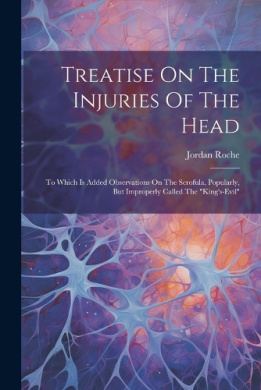 Treatise On The
Injuries Of The
Head
Jordan Roche
To Which Is Added Observations On The Scrofula, Popularly,
But Improperly Called The "King's-Evil"